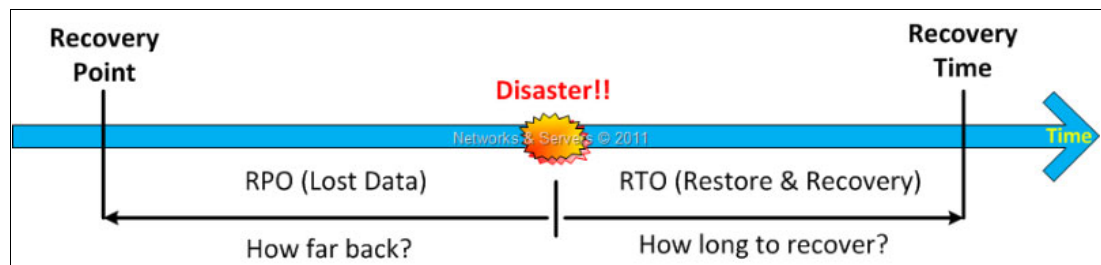 Recovery
Point
Recovery
Time
Disaster!!
Networks & Servers © 2011
Time
RPO (Lost Data)
RTO (Restore & Recovery)
How far back?
How long to recover?